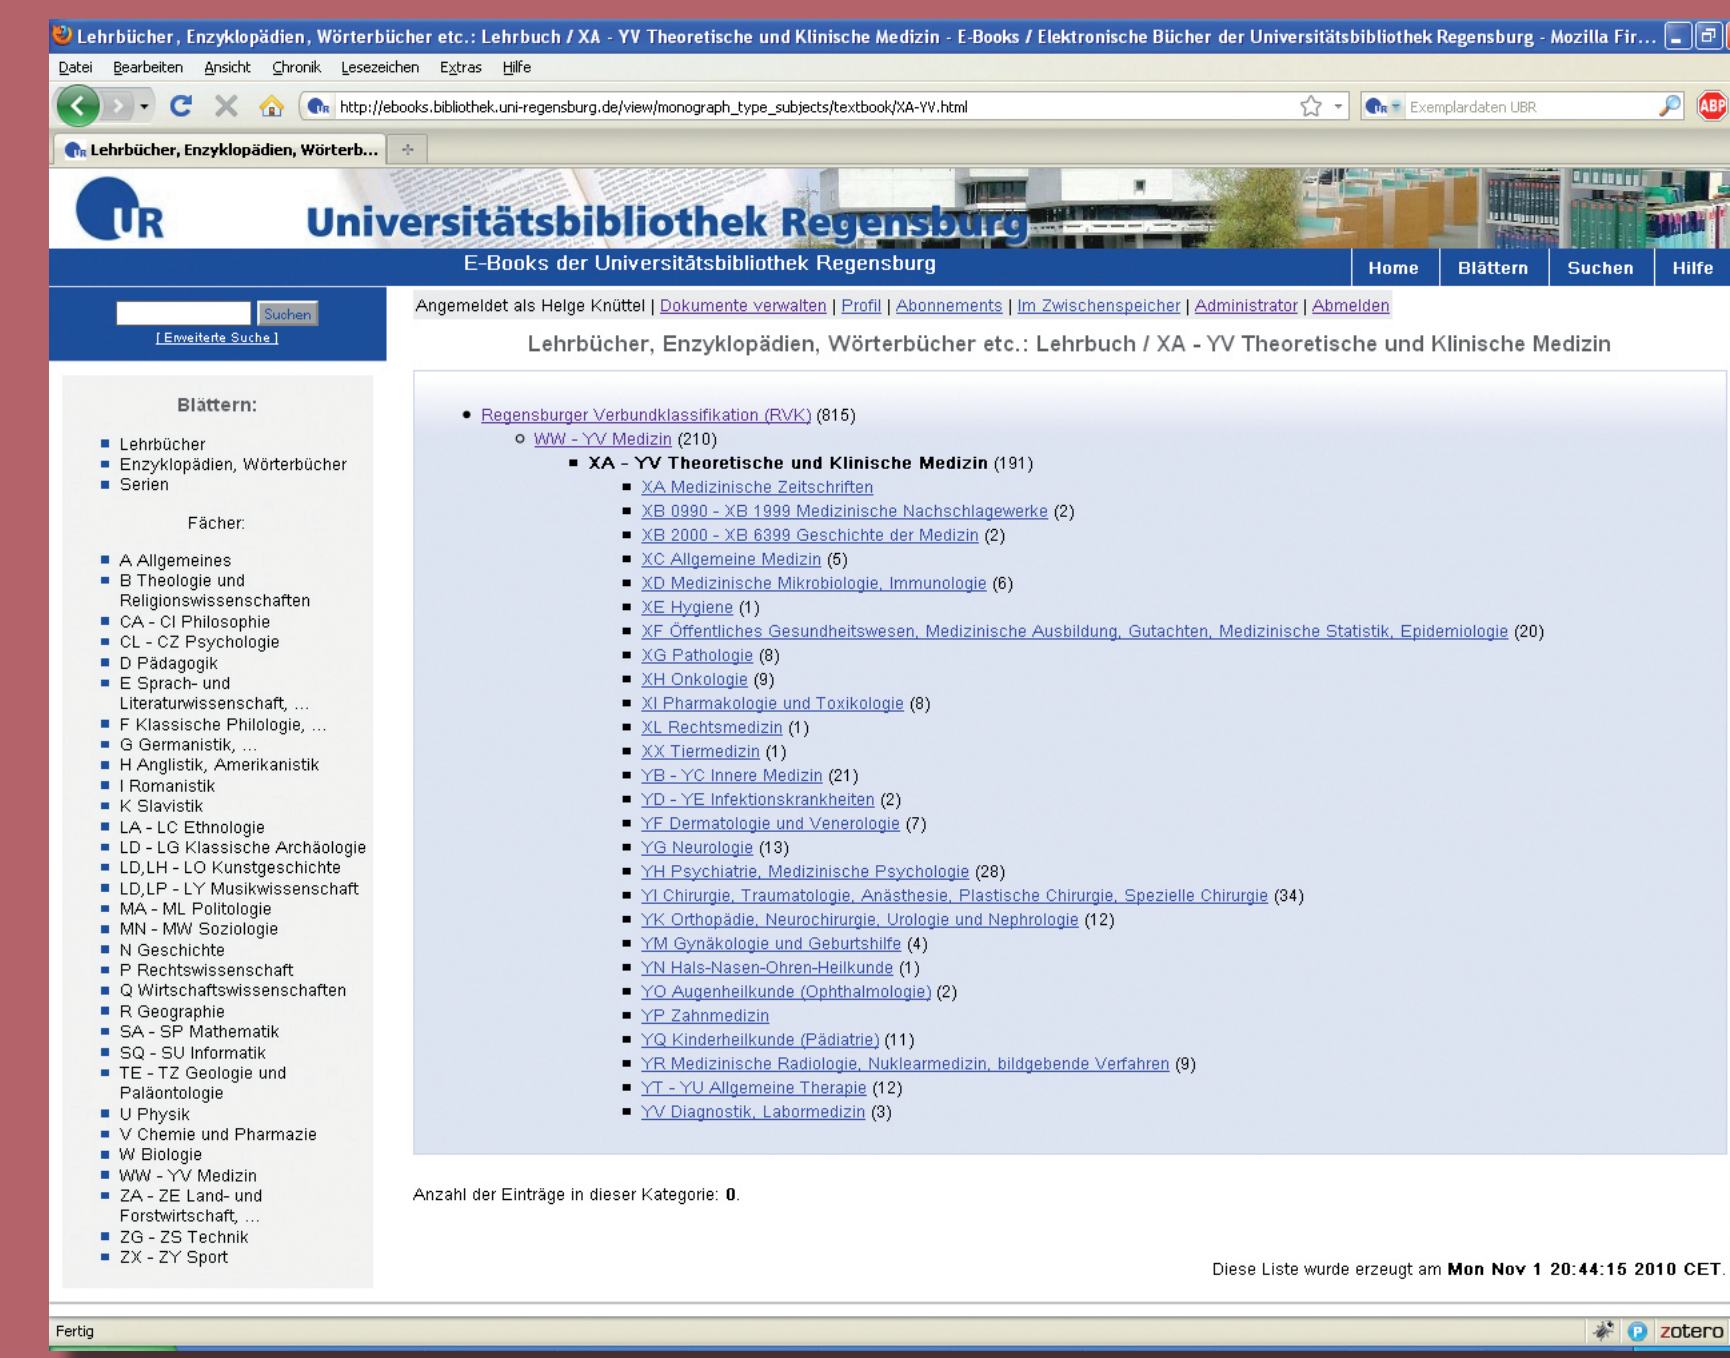 Lehrbücher, Enzyklopädien, Wörterbücher etc.: Lehrbuch / XA - YV Theoretische und Klinische Medizin - E-Books / Elektronische Bücher der Universitätsbibliothek Regensburg - Mozilla Fir...
Datei Bearbeiten Ansicht Chronik Lesezeichen Extras Hilfe
UR http://ebooks.bibliothek.uni-regensburg.de/view/monograph_type_subjects/textbook/XA-YV.html UR Exemplardaten UBR ABP
UR Lehrbücher, Enzyklopädien, Wörterb...
UR Universitätsbibliothek Regensburg
E-Books der Universitätsbibliothek Regensburg
Home Blättern Suchen Hilfe
Suchen
[ Erweiterte Suche ]
Angemeldet als Helge Knüttel | Dokumente verwalten | Profil | Abonnements | Im Zwischenspeicher | Administrator | Abmelden
Lehrbücher, Enzyklopädien, Wörterbücher etc.: Lehrbuch / XA - YV Theoretische und Klinische Medizin
Blättern:
Lehrbücher
Enzyklopädien, Wörterbücher
Serien
Fächer:
A Allgemeines
B Theologie und
Religionswissenschaften
CA - CI Philosophie
CL - CZ Psychologie
D Pädagogik
E Sprach- und
Literaturwissenschaft, ...
F Klassische Philologie, ...
G Germanistik, ...
H Anglistik, Amerikanistik
I Romanistik
K Slavistik
LA - LC Ethnologie
LD - LG Klassische Archäologie
LD,LH - LO Kunstgeschichte
LD,LP - LY Musikwissenschaft
MA - ML Politologie
MN - MW Soziologie
N Geschichte
P Rechtswissenschaft
Q Wirtschaftswissenschaften
R Geographie
SA - SP Mathematik
SQ - SU Informatik
TE - TZ Geologie und
Paläontologie
U Physik
V Chemie und Pharmazie
W Biologie
WW - YV Medizin
ZA - ZE Land- und
Forstwirtschaft, ...
ZG - ZS Technik
ZX - ZY Sport
Regensburger Verbundklassifikation (RVK) (815)
WW - YV Medizin (210)
XA - YV Theoretische und Klinische Medizin (191)
XA Medizinische Zeitschriften
XB 0990 - XB 1999 Medizinische Nachschlagewerke (2)
XB 2000 - XB 6399 Geschichte der Medizin (2)
XC Allgemeine Medizin (5)
XD Medizinische Mikrobiologie, Immunologie (6)
XE Hygiene (1)
XF Öffentliches Gesundheitswesen, Medizinische Ausbildung, Gutachten, Medizinische Statistik, Epidemiologie (20)
XG Pathologie (8)
XH Onkologie (9)
XI Pharmakologie und Toxikologie (8)
XL Rechtsmedizin (1)
XX Tiermedizin (1)
YB - YC Innere Medizin (21)
YD - YE Infektionskrankheiten (2)
YF Dermatologie und Venerologie (7)
YG Neurologie (13)
YH Psychiatrie, Medizinische Psychologie (28)
YI Chirurgie, Traumatologie, Anästhesie, Plastische Chirurgie, Spezielle Chirurgie (34)
YK Orthopädie, Neurochirurgie, Urologie und Nephrologie (12)
YM Gynäkologie und Geburtshilfe (4)
YN Hals-Nasen-Ohren-Heilkunde (1)
YO Augenheilkunde (Ophthalmologie) (2)
YP Zahnmedizin
YQ Kinderheilkunde (Pädiatrie) (11)
YR Medizinische Radiologie, Nuklearmedizin, bildgebende Verfahren (9)
YT - YU Allgemeine Therapie (12)
YV Diagnostik, Labormedizin (3)
Anzahl der Einträge in dieser Kategorie: 0.
Diese Liste wurde erzeugt am Mon Nov 1 20:44:15 2010 CET.
Fertig P zotero